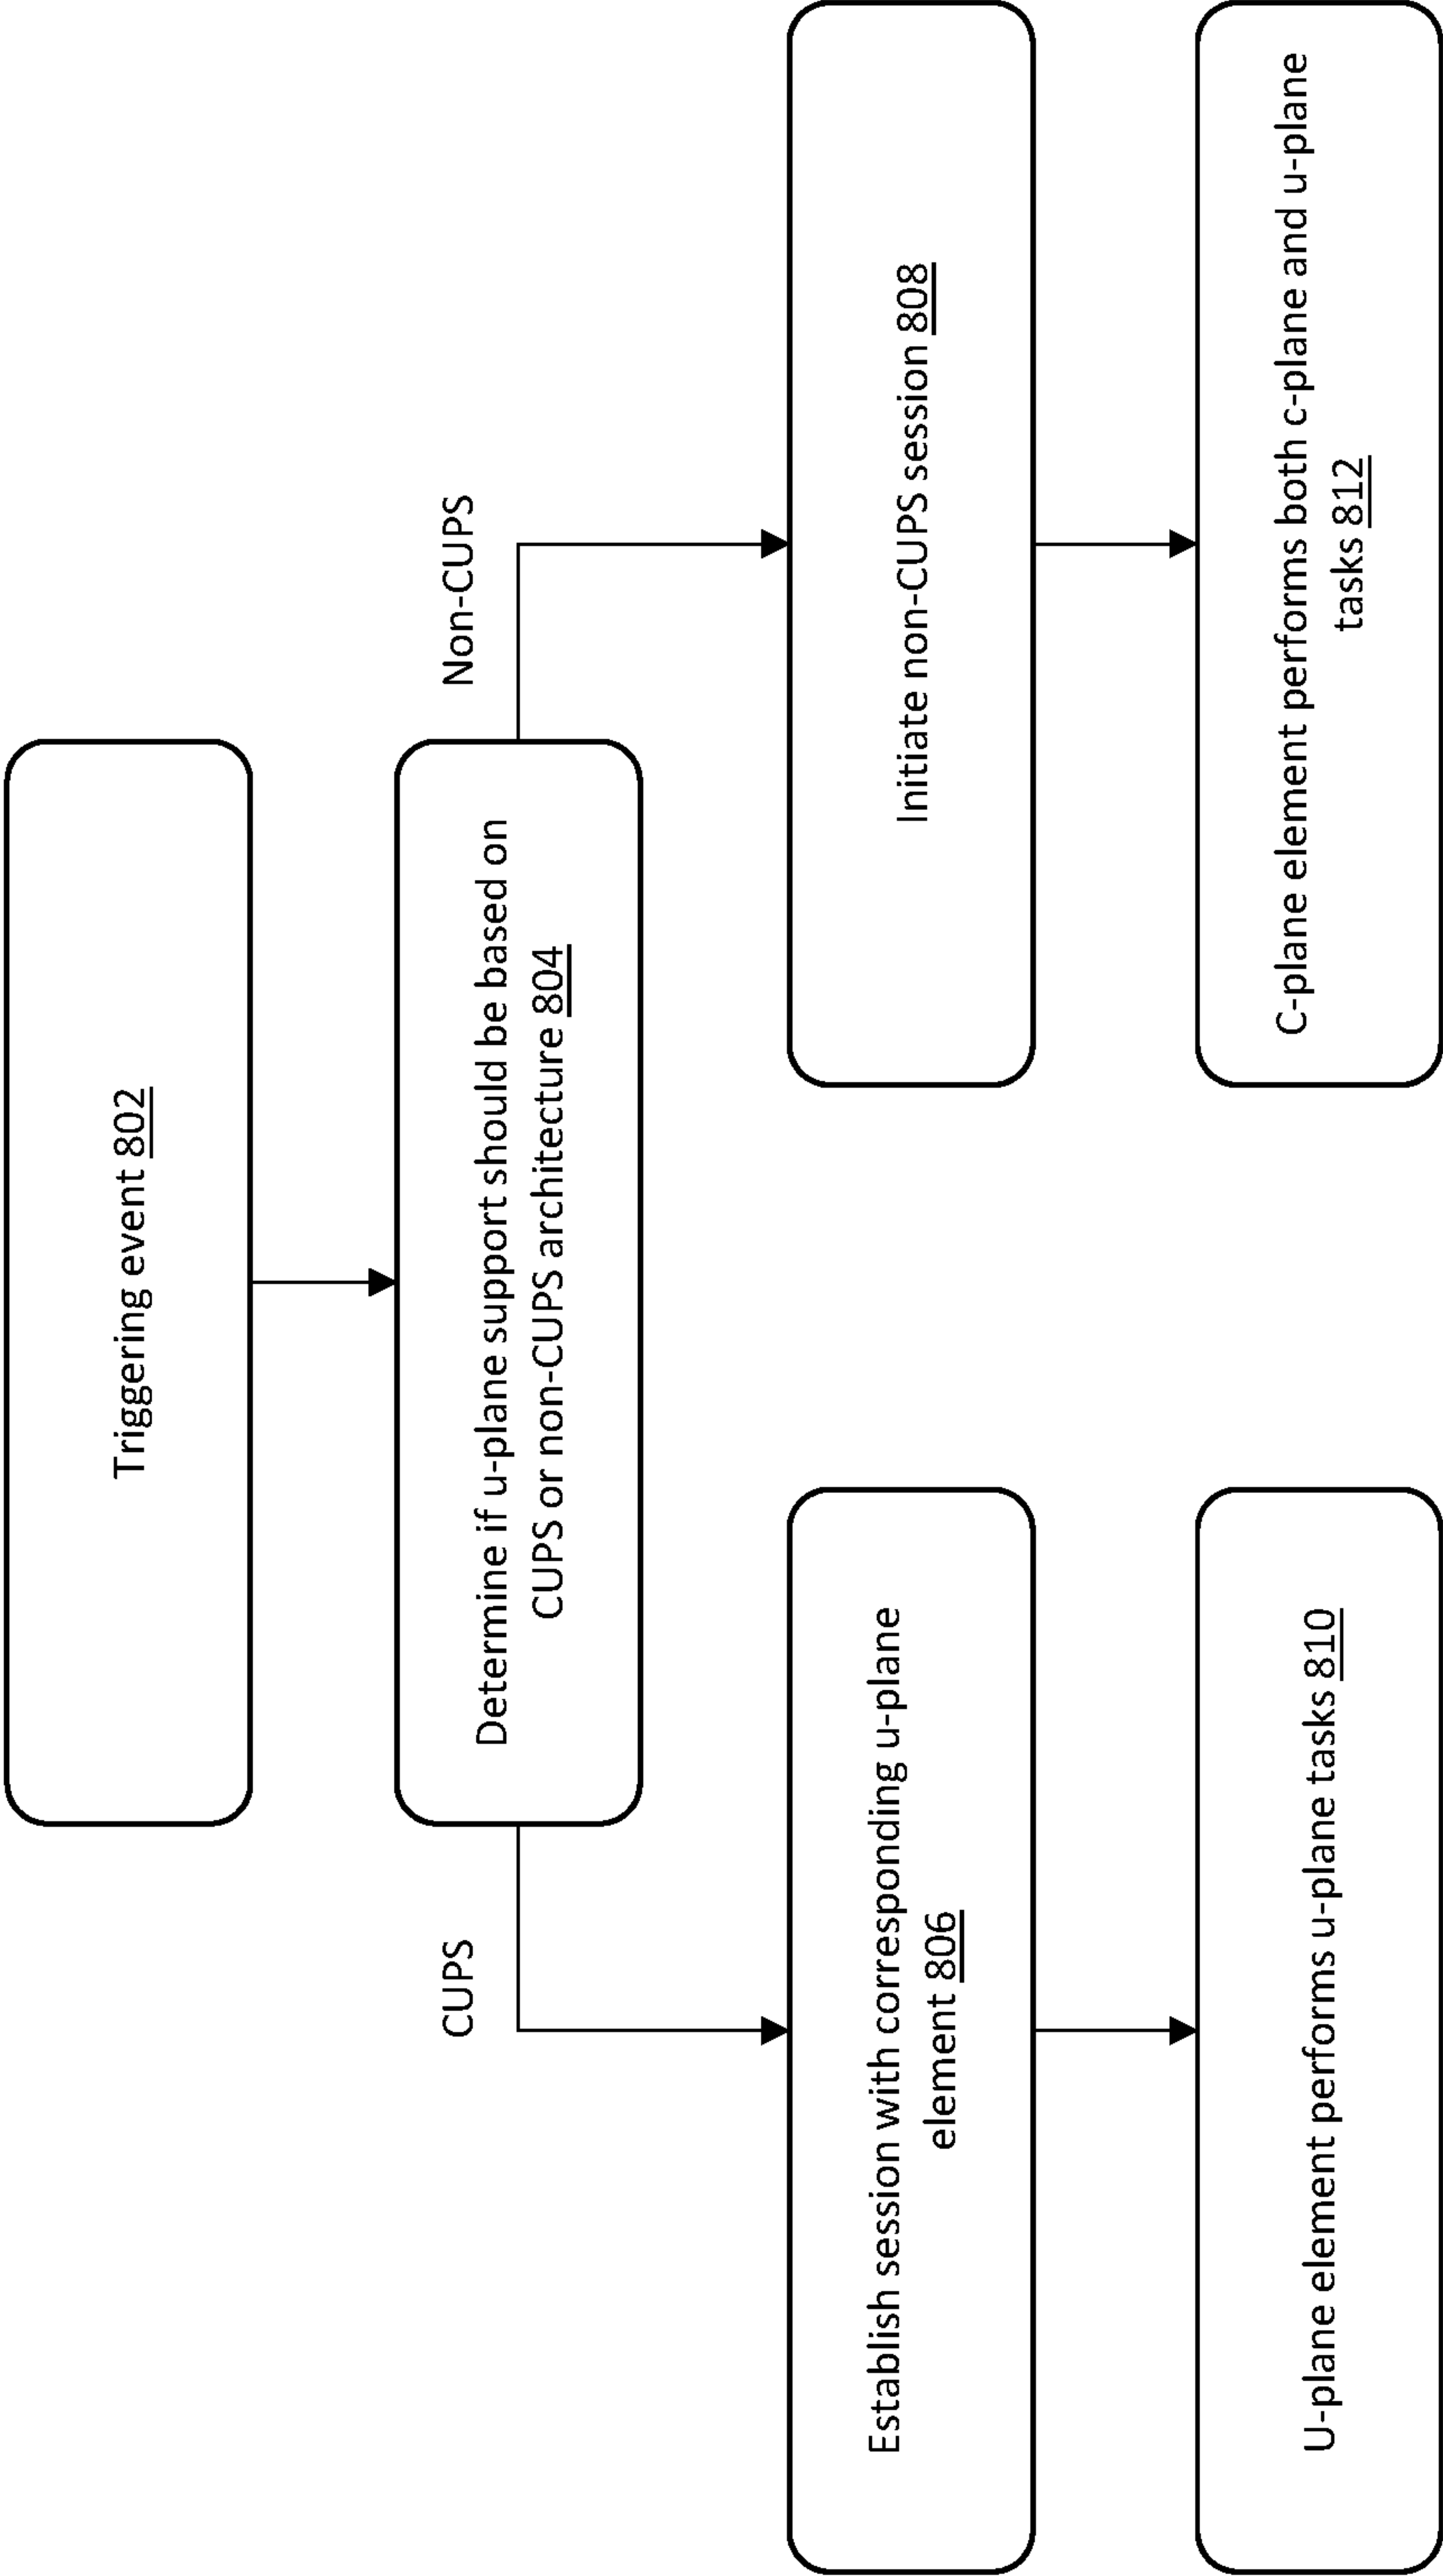 Triggering event 802
Determine if u-plane support should be based on
CUPS or non-CUPS architecture 804
CUPS
Non-CUPS
Establish session with corresponding u-plane
element 806
Initiate non-CUPS session 808
U-plane element performs u-plane tasks 810
C-plane element performs both c-plane and u-plane
tasks 812